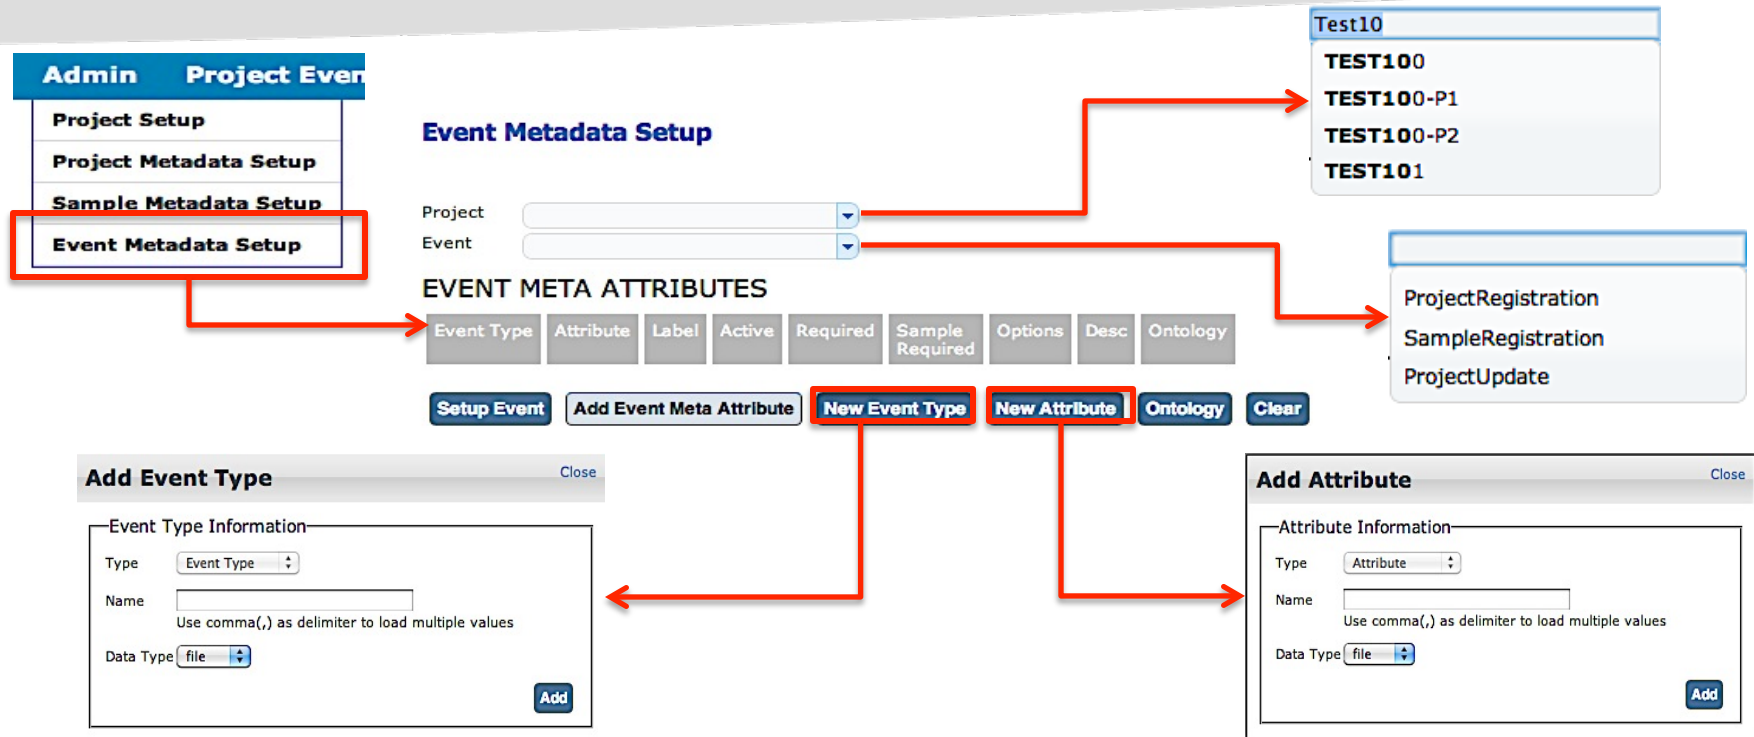 Admin Project Even
Project Setup
Project Metadata Setup
Sample Metadata Setup
Event Metadata Setup
Event Metadata Setup
Project
Event
EVENT META ATTRIBUTES
Event Type Attribute Label Active Required Sample Required Options Desc Ontology
Setup Event Add Event Meta Attribute New Event Type New Attribute Ontology Clear
Test10
TEST100
TEST100-P1
TEST100-P2
TEST101
ProjectRegistration
SampleRegistration
ProjectUpdate
Add Event Type Close
Event Type Information
Type Event Type
Name
Use comma(,) as delimiter to load multiple values
Data Type file
Add
Add Attribute Close
Attribute Information
Type Attribute
Name
Use comma(,) as delimiter to load multiple values
Data Type file
Add